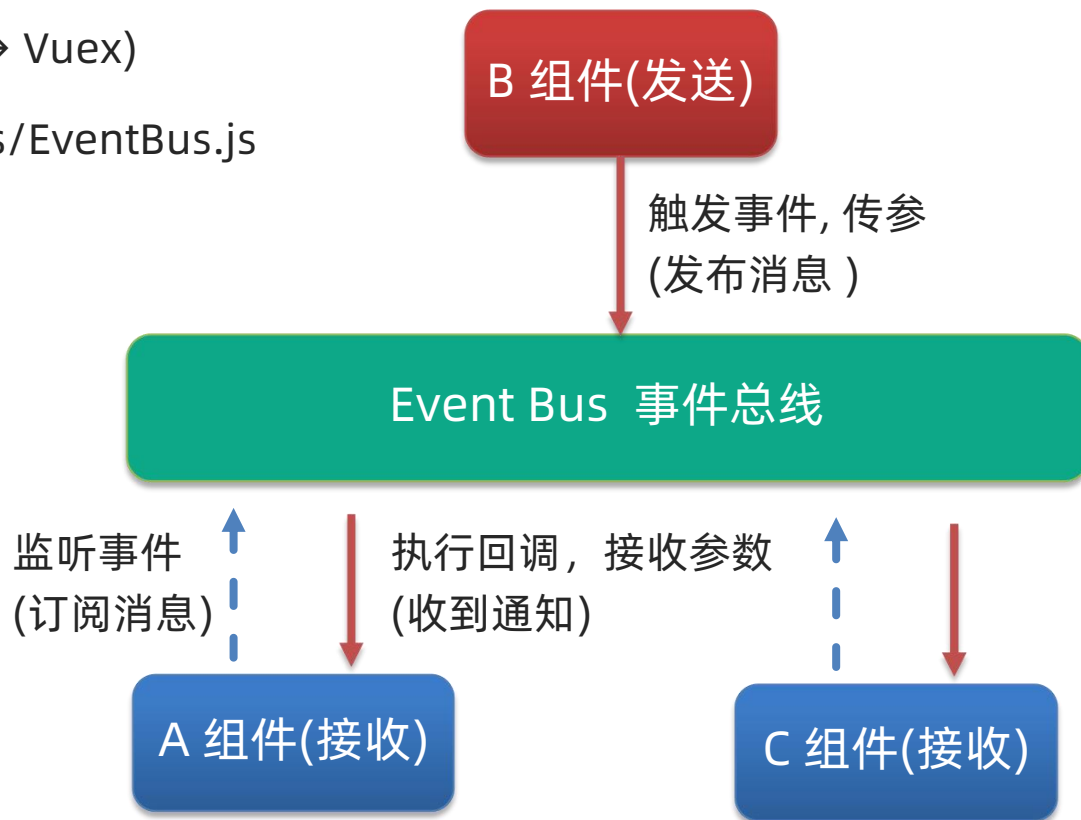 → Vuex)
s/EventBus.js
B 组件(发送)
触发事件, 传参
(发布消息 )
Event Bus 事件总线
监听事件
(订阅消息)
执行回调，接收参数
(收到通知)
A 组件(接收)
C 组件(接收)